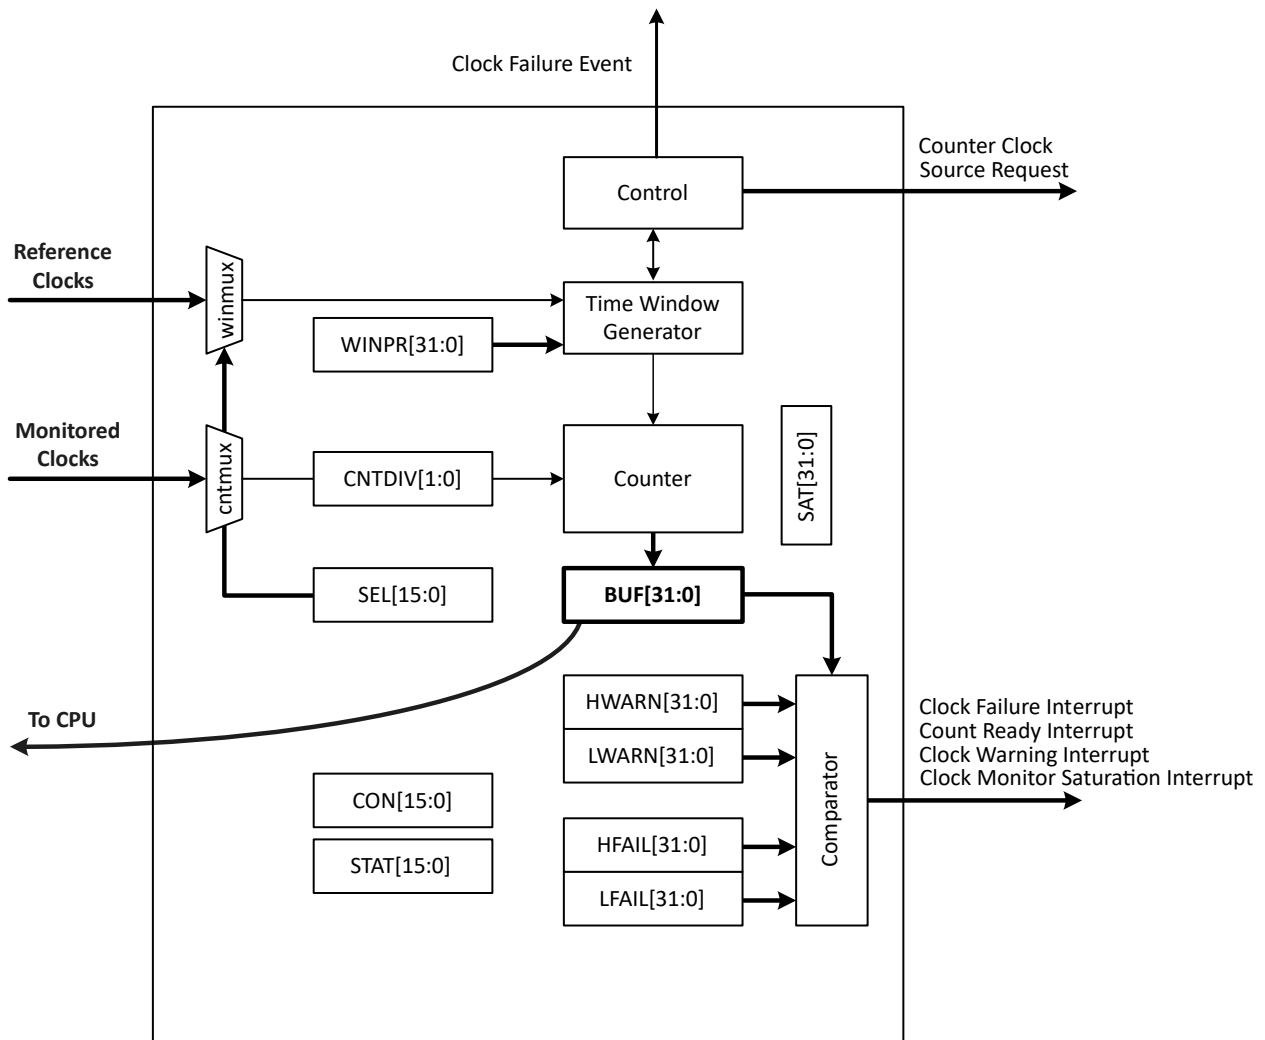 Clock Failure Event
Counter Clock
Source Request
Control
Reference
Clocks
winmux
Time Window
Generator
WINPR[31:0]
Monitored
Clocks
cntmux
CNTDIV[1:0]
Counter
SAT[31:0]
SEL[15:0]
BUF[31:0]
To CPU
HWARN[31:0]
LWARN[31:0]
Clock Failure Interrupt
Count Ready Interrupt
Clock Warning Interrupt
Clock Monitor Saturation Interrupt
CON[15:0]
STAT[15:0]
HFAIL[31:0]
LFAIL[31:0]
Comparator